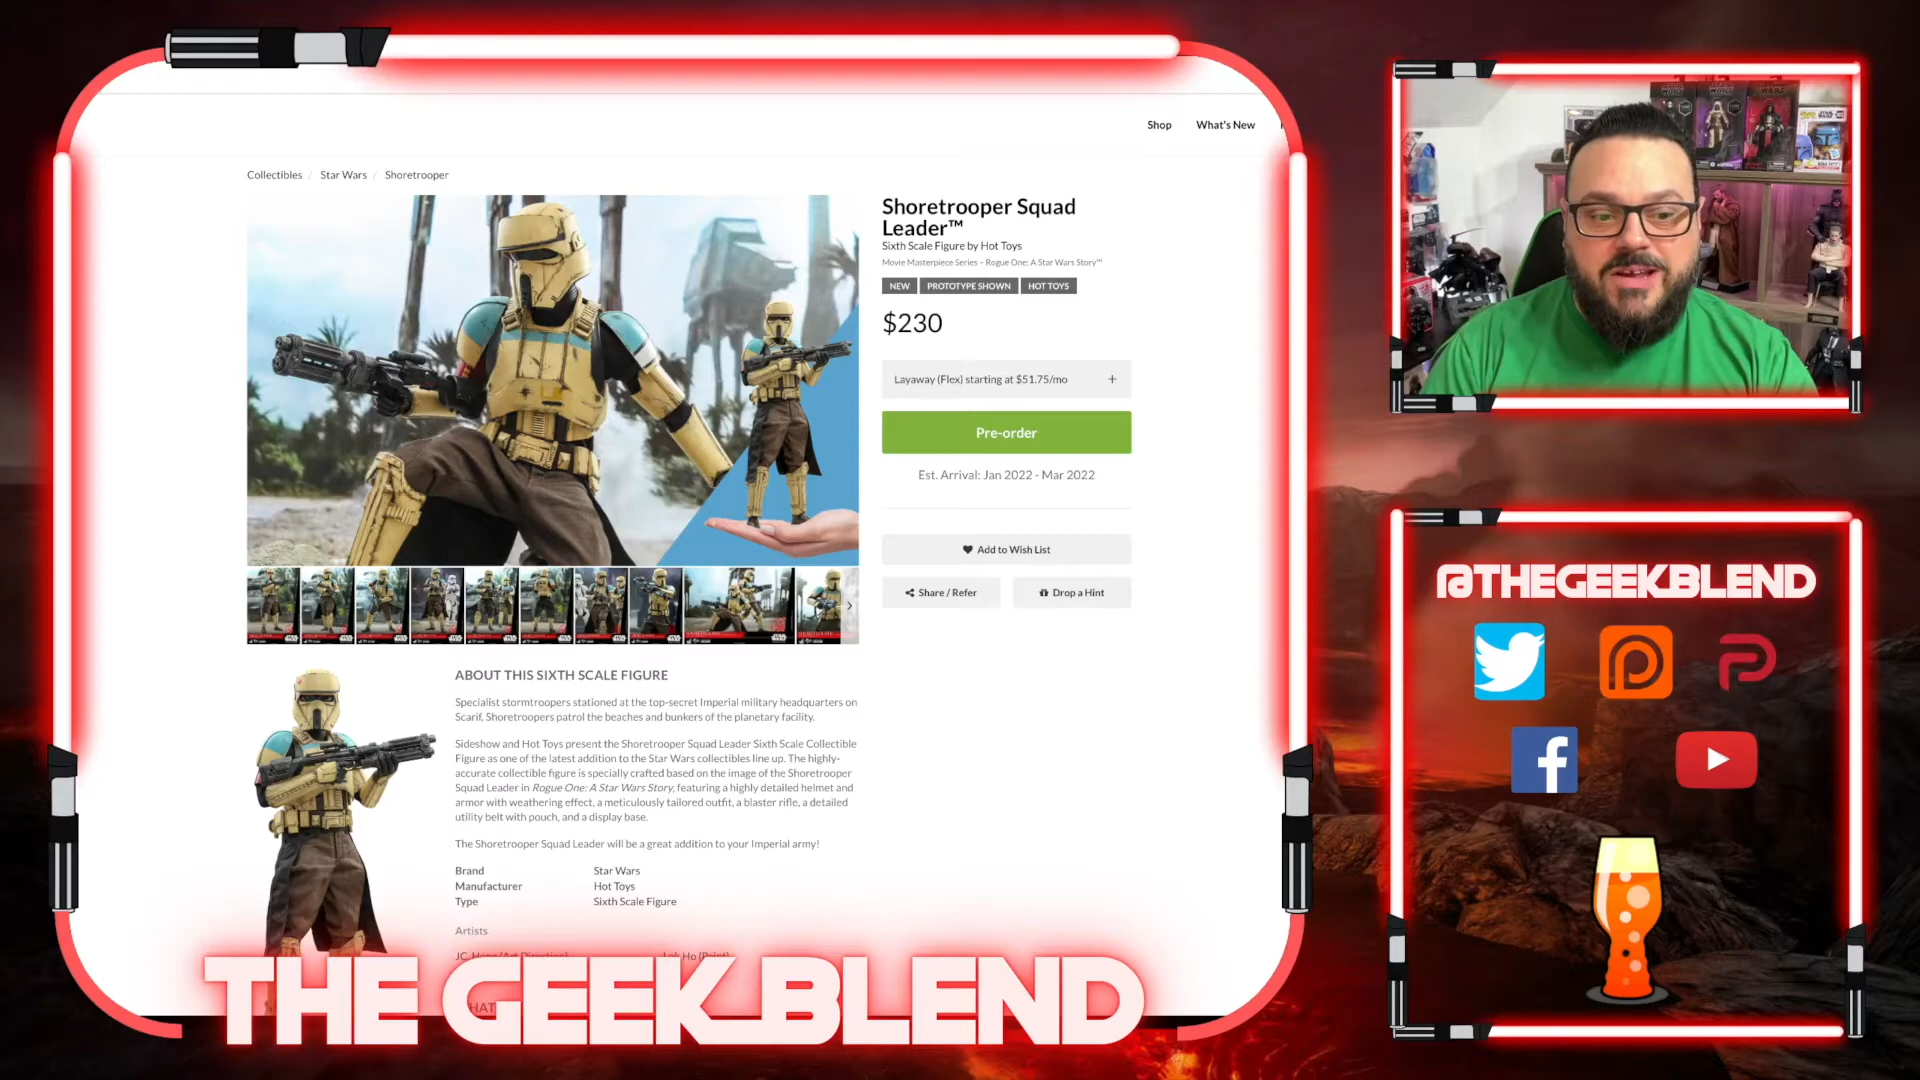 Shop What's New
Collectibles / Star Wars / Shoretrooper
Shoretrooper Squad
Leader™
Sixth Scale Figure by Hot Toys
Movie Masterpiece Series – Rogue One: A Star Wars Story™
NEW PROTOTYPE SHOWN HOT TOYS
$230
Layaway (Flex) starting at $51.75/mo +
Pre-order
Est. Arrival: Jan 2022 - Mar 2022
Add to Wish List
Share / Refer Drop a Hint
ABOUT THIS SIXTH SCALE FIGURE
Specialist stormtroopers stationed at the top-secret Imperial military headquarters on
Scarif, Shoretroopers patrol the beaches and bunkers of the planetary facility.
Sideshow and Hot Toys present the Shoretrooper Squad Leader Sixth Scale Collectible
Figure as one of the latest addition to the Star Wars collectibles line up. The highly-
accurate collectible figure is specially crafted based on the image of the Shoretrooper
Squad Leader in Rogue One: A Star Wars Story, featuring a highly detailed helmet and
armor with weathering effect, a meticulously tailored outfit, a blaster rifle, a detailed
utility belt with pouch, and a display base.
The Shoretrooper Squad Leader will be a great addition to your Imperial army!
Brand Star Wars
Manufacturer Hot Toys
Type Sixth Scale Figure
Artists
THE GEEK BLEND
@THEGEEKBLEND